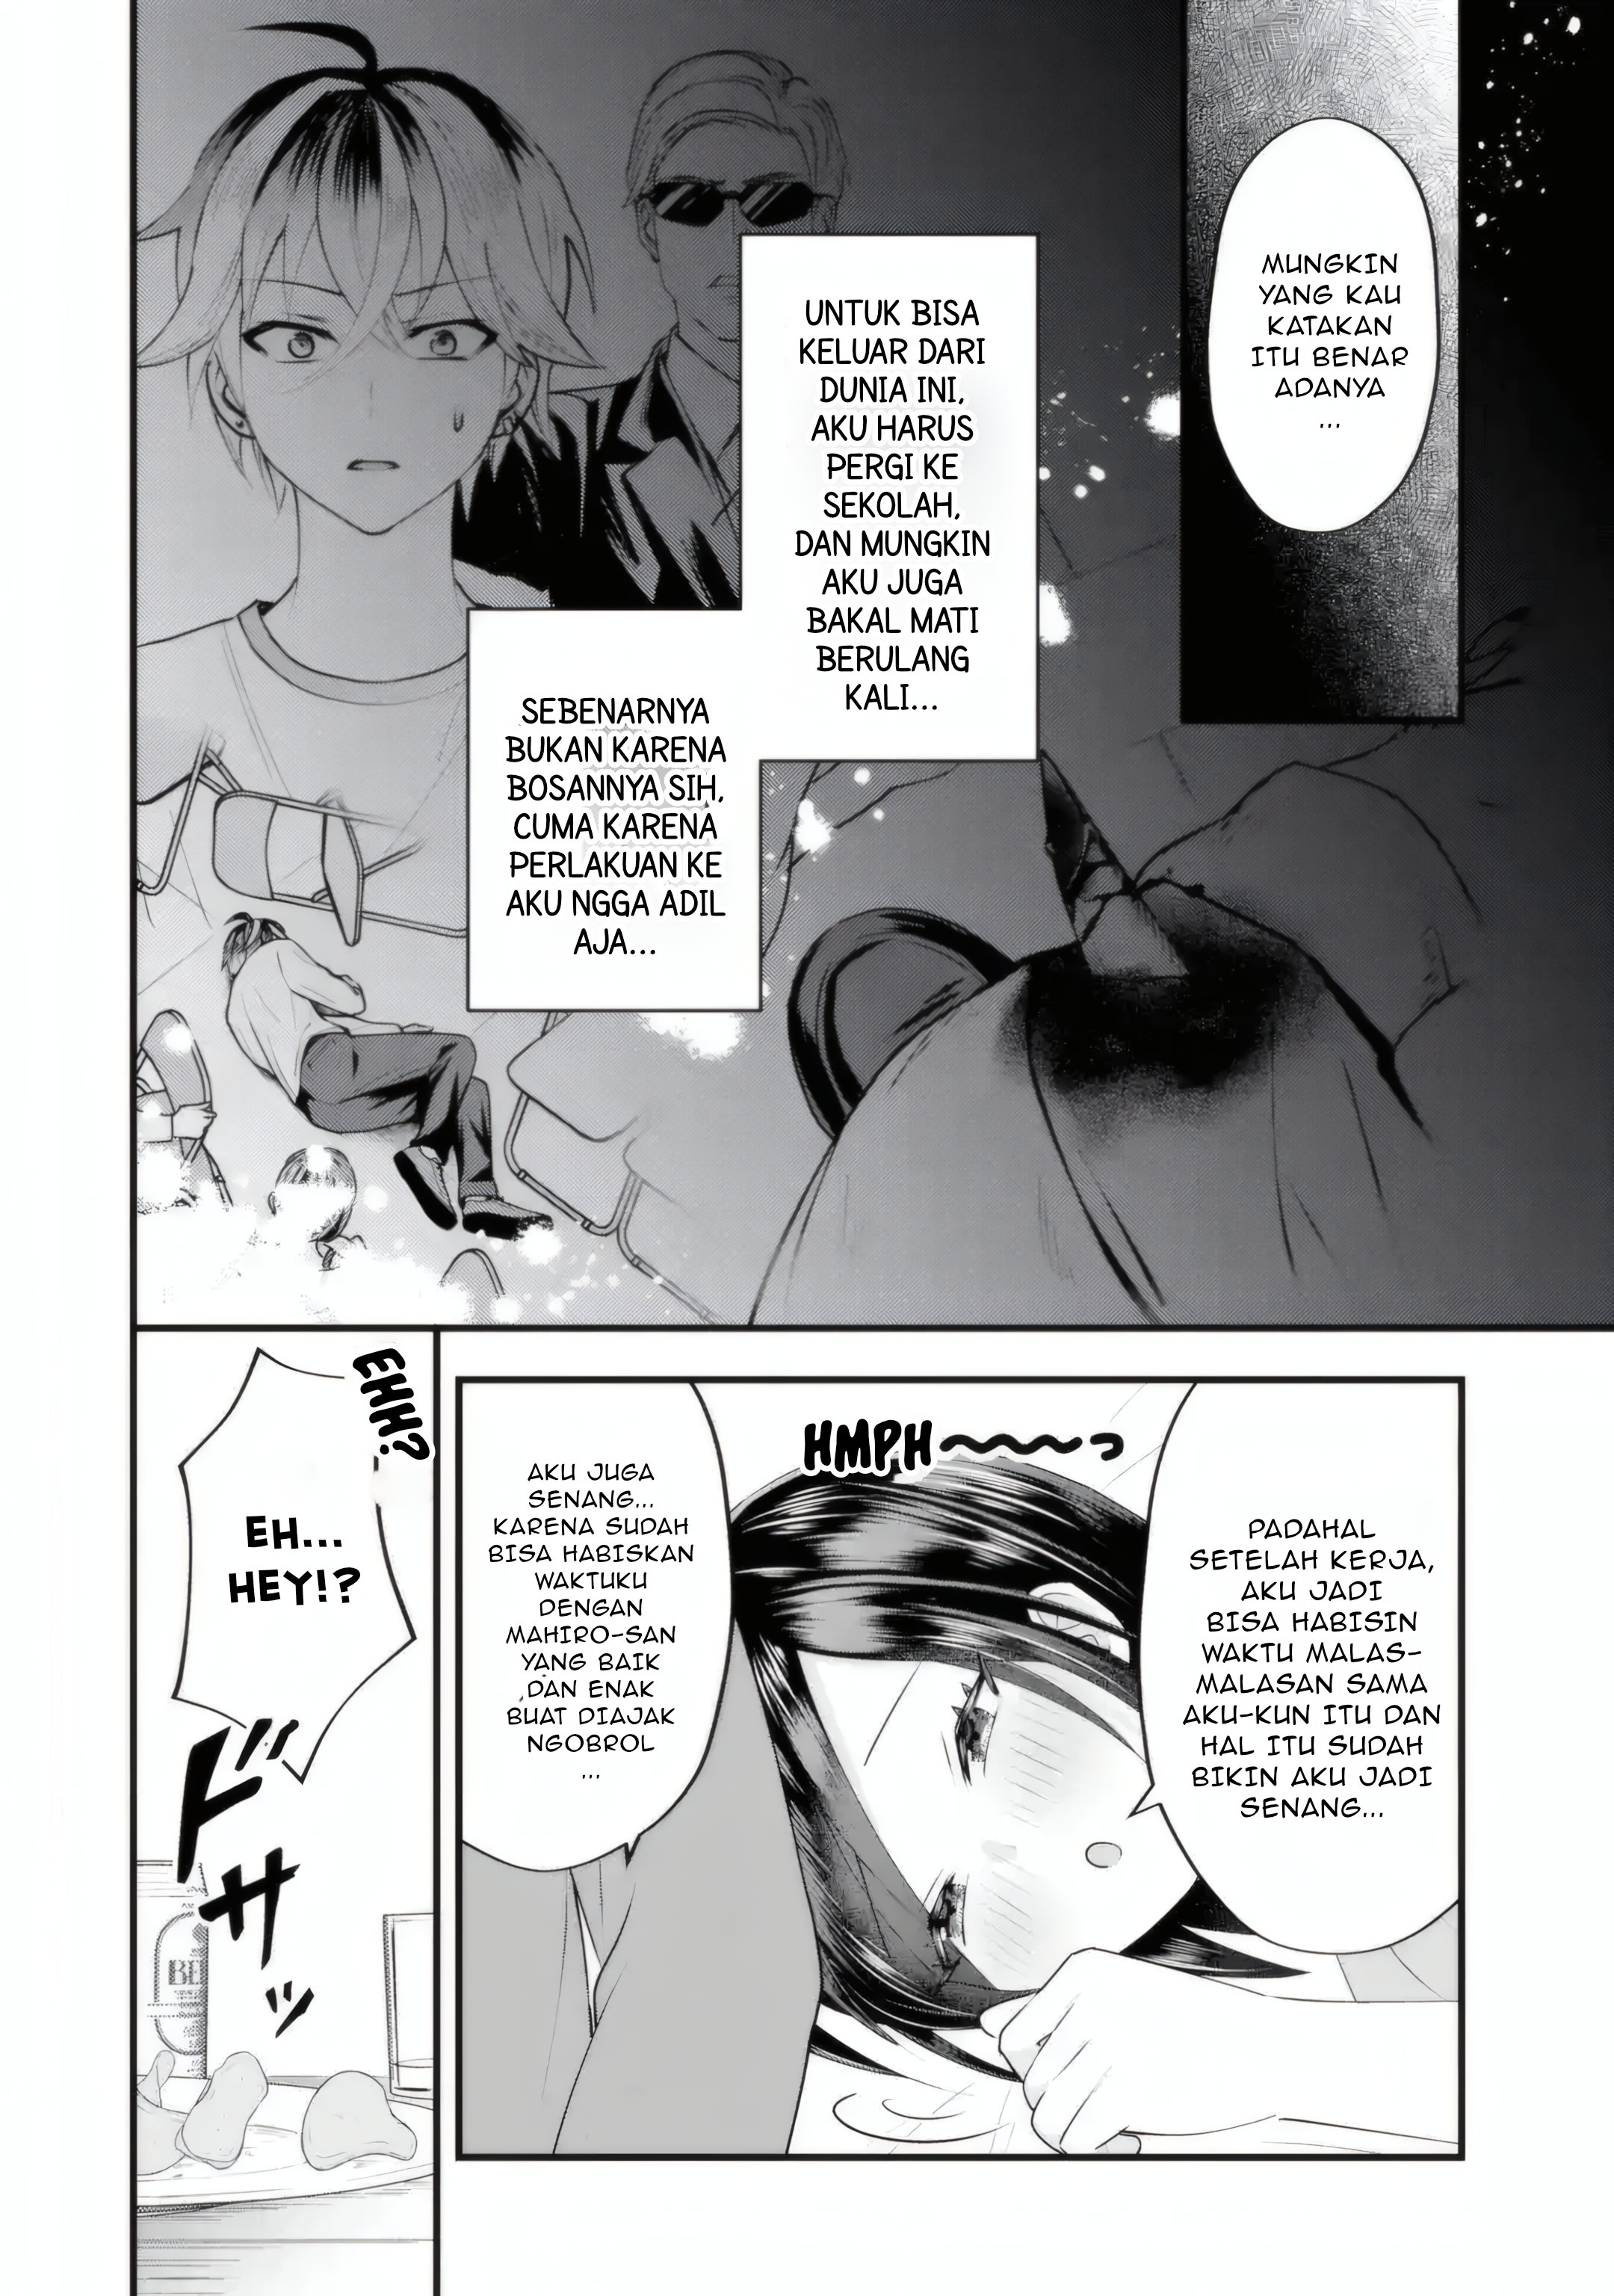 MUNGKIN
YANG KAU
KATAKAN
ITU BENAR
ADANYA
...
UNTUK BISA
KELUAR DARI
DUNIA INI,
AKU HARUS
PERGI KE
SEKOLAH,
DAN MUNGKIN
AKU JUGA
BAKAL MATI
BERULANG
KALI...
SEBENARNYA
BUKAN KARENA
BOSANNYA SIH,
CUMA KARENA
PERLAKUAN KE
AKU NGGA ADIL
AJA...
HMPH
PADAHAL
SETELAH KERJA,
AKU JADI
BISA HABISIN
WAKTU MALAS-
MALASAN SAMA
AKU-KUN ITU DAN
HAL ITU SUDAH
BIKIN AKU JADI
SENANG...
AKU JUGA
SENANG...
KARENA SUDAH
BISA HABISKAN
WAKTUKU
DENGAN
MAHIRO-SAN
YANG BAIK
DAN ENAK
BUAT DIAJAK
NGOBROL
...
EHH?
EH...
HEY!?
ドサッ
BE